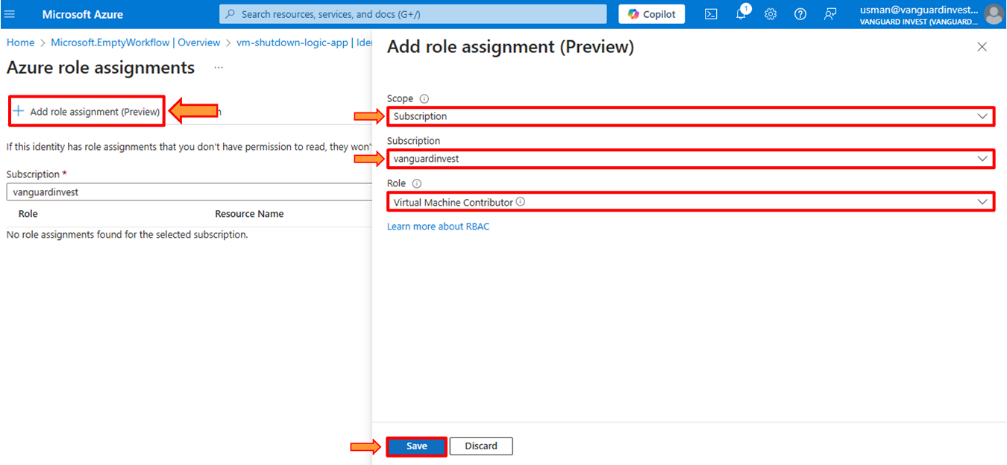 Microsoft Azure
Search resources, services, and docs (G+/)
Copilot
1
usman@vanguardinvest...
VANGUARD INVEST (VANGUARD...
Home > Microsoft.EmptyWorkflow | Overview > vm-shutdown-logic-app | Ide
Azure role assignments ...
+ Add role assignment (Preview)
If this identity has role assignments that you don't have permission to read, they won'
Subscription *
vanguardinvest
Role Resource Name
No role assignments found for the selected subscription.
Add role assignment (Preview)
Scope
Subscription
Subscription
vanguardinvest
Role
Virtual Machine Contributor
Learn more about RBAC
Save Discard